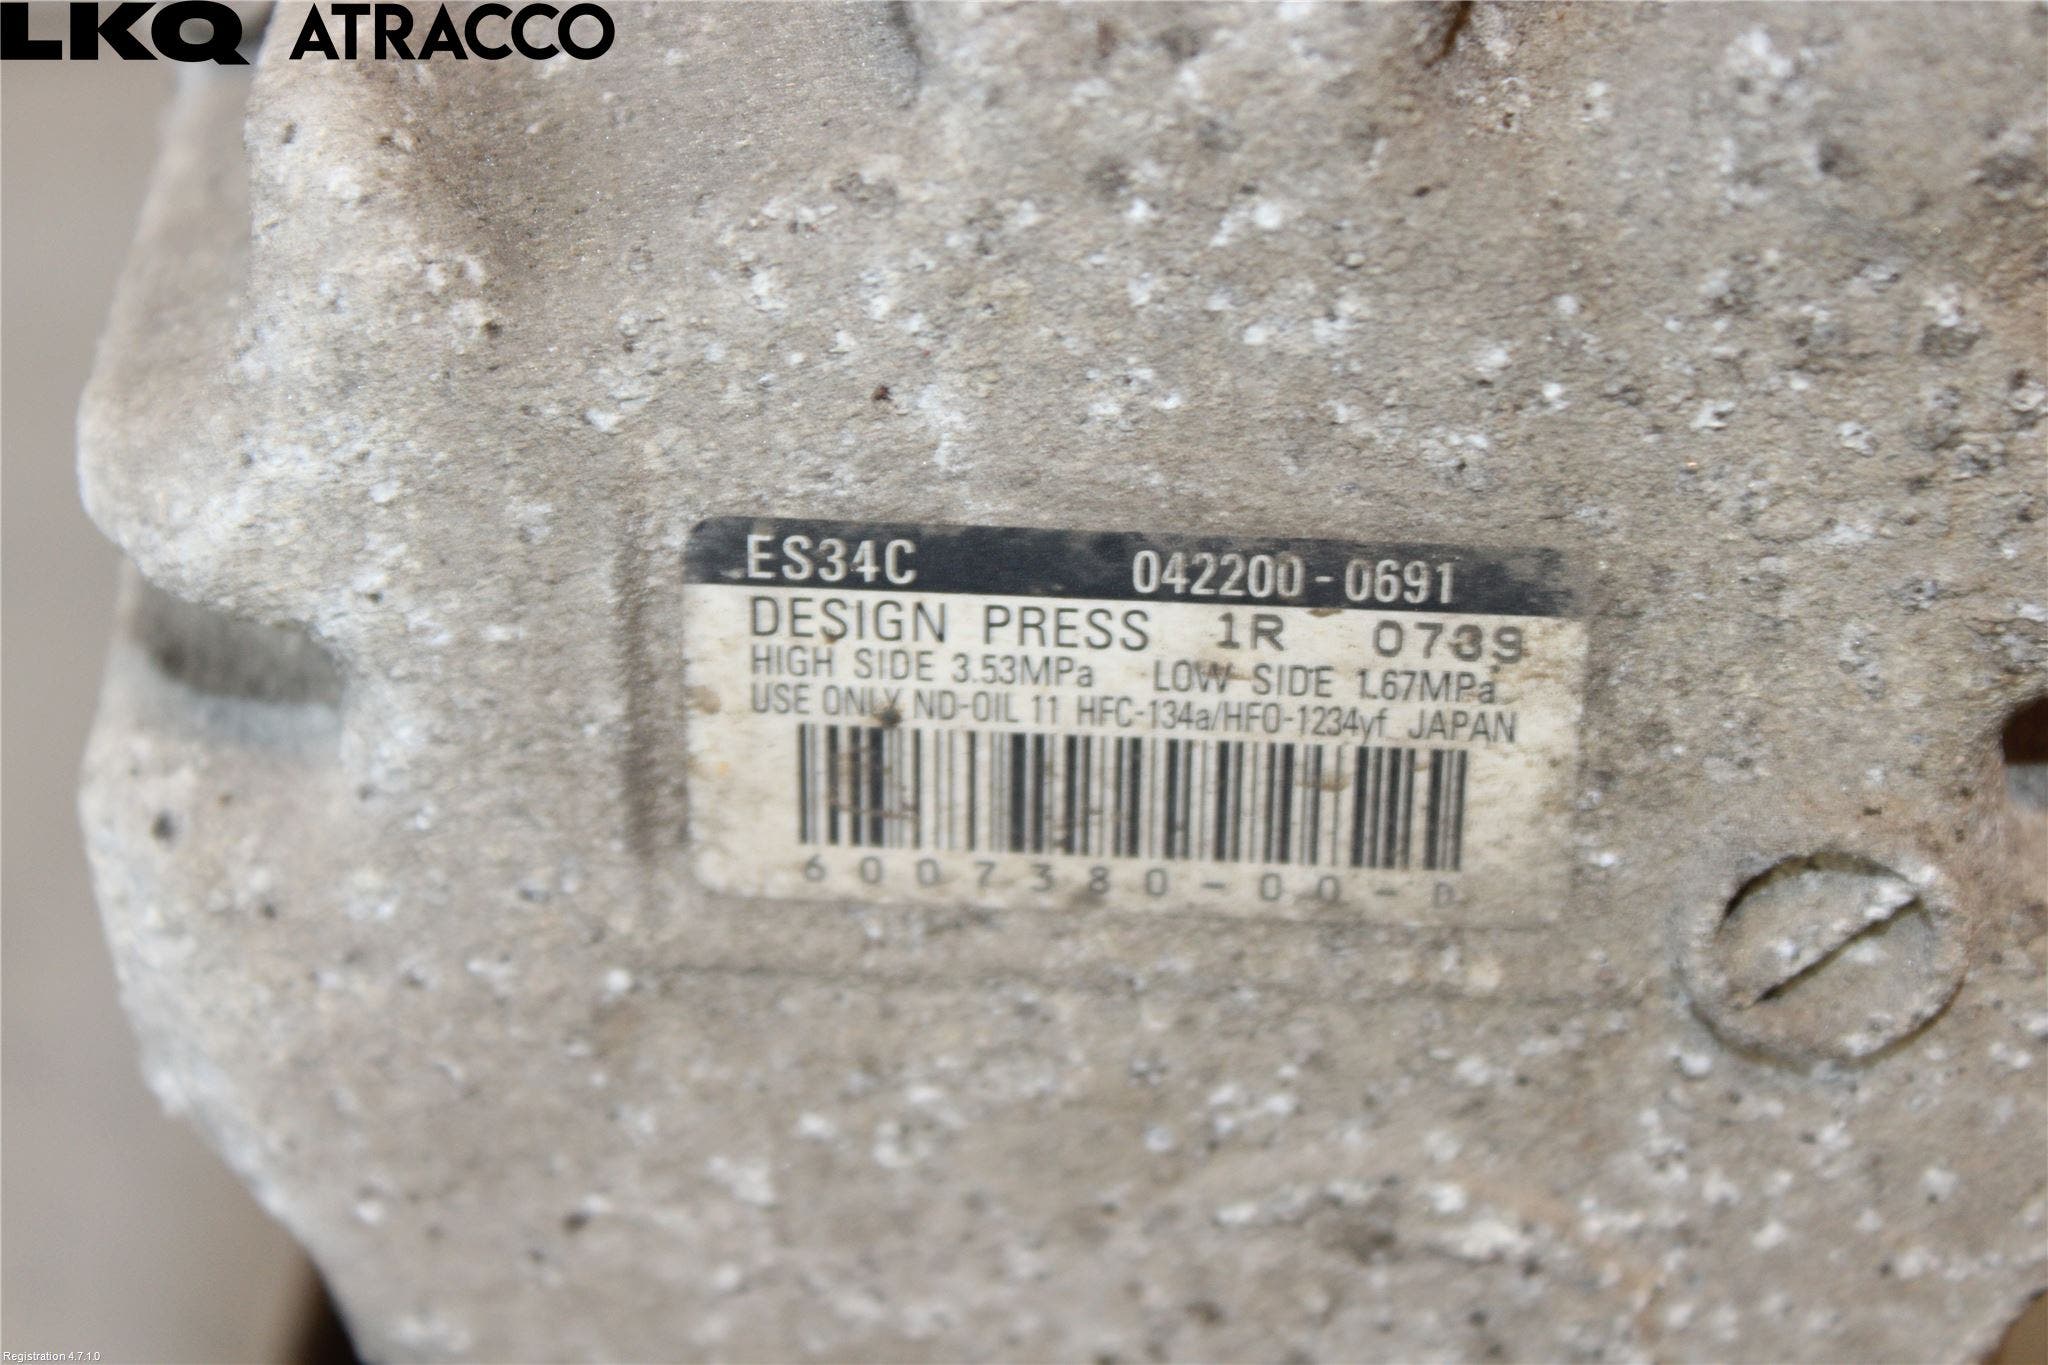 LKQ ATRACCO
ES34C 042200-0691
DESIGN PRESS 1R 0739
HIGH SIDE 3.53MPa LOW SIDE 1.67MPa
USE ONLY ND-OIL 11 HFC-134a/HFO-1234yf JAPAN
6007380-00-D
Registration 4.7.1.0